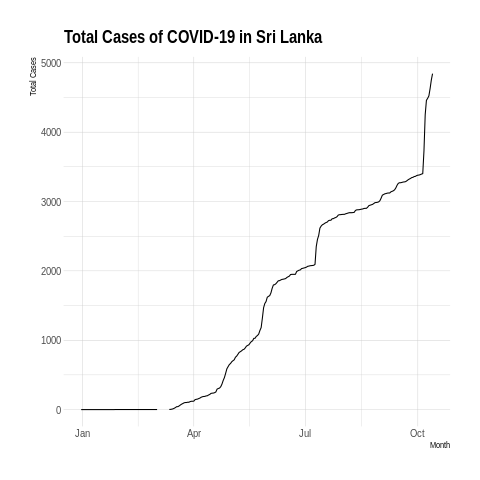 Total Cases of COVID-19 in Sri Lanka
Total Cases
5000
4000
3000
2000
1000
0
Jan Apr Jul Oct
Month